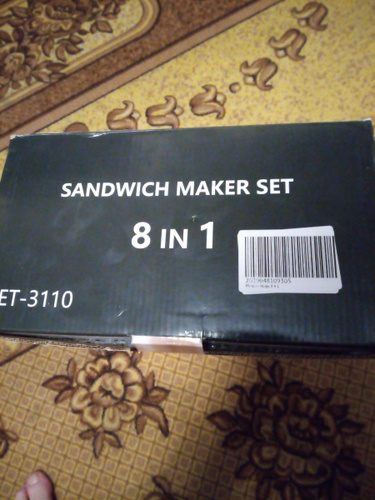 SANDWICH MAKER SET
8 IN 1
ET-3110